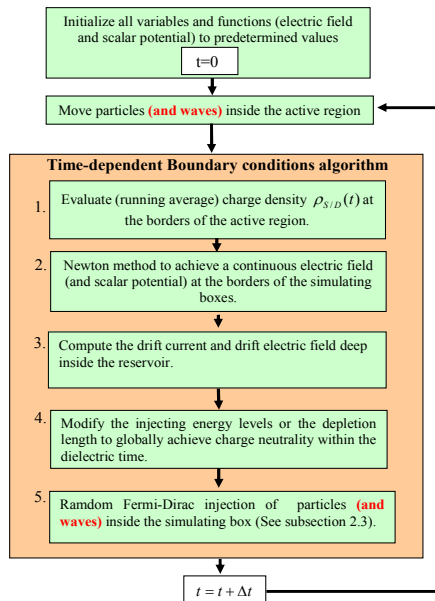 Initialize all variables and functions (electric field
and scalar potential) to predetermined values
t=0
Move particles (and waves) inside the active region
Time-dependent Boundary conditions algorithm
1. Evaluate (running average) charge density ρ_{S/D}(t) at
the borders of the active region.
2. Newton method to achieve a continuous electric field
(and scalar potential) at the borders of the simulating
boxes.
3. Compute the drift current and drift electric field deep
inside the reservoir.
4. Modify the injecting energy levels or the depletion
length to globally achieve charge neutrality within the
dielectric time.
5. Ramdom Fermi-Dirac injection of particles (and
waves) inside the simulating box (See subsection 2.3).
t = t + Δt